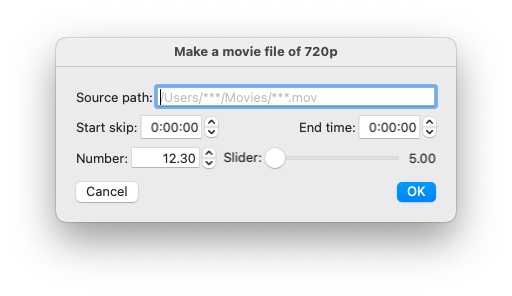 Make a movie file of 720p
Source path: /Users/***/Movies/***.mov
Start skip: 0:00:00 End time: 0:00:00
Number: 12.30 Slider: 5.00
Cancel OK